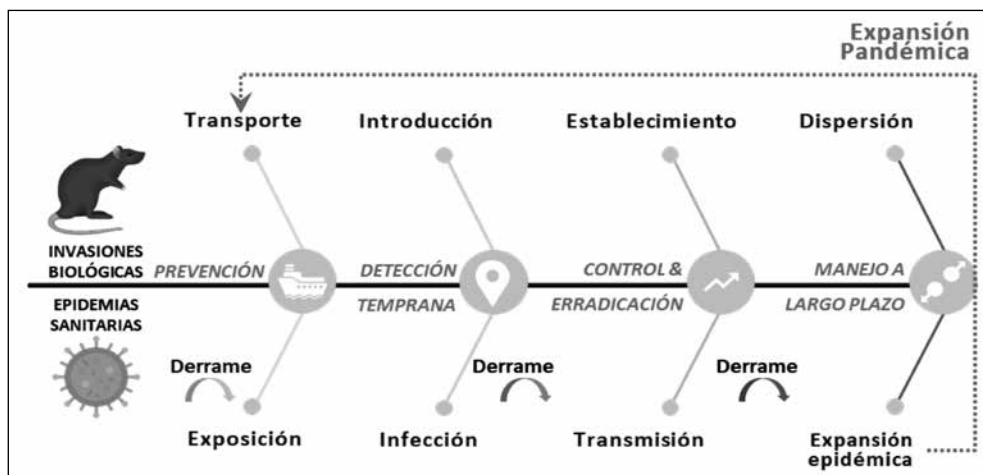 Expansión
Pandémica
Transporte
Introducción
Establecimiento
Dispersión
INVASIONES
BIOLÓGICAS
PREVENCIÓN
DETECCIÓN
CONTROL &
MANEJO A
EPIDEMIAS
SANITARIAS
TEMPRANA
ERRADICACIÓN
LARGO PLAZO
Derrame
Derrame
Derrame
Exposición
Infección
Transmisión
Expansión
epidémica